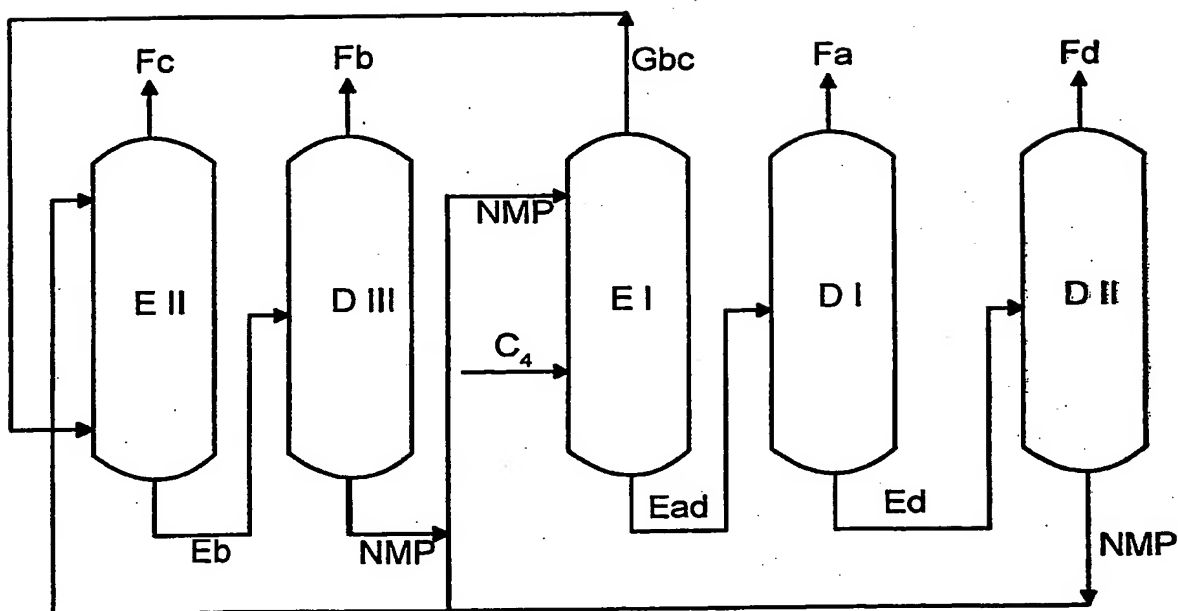 Gbc
Fc
Fb
Fa
Fd
NMP
E II
D III
E I
D I
D II
C₄
Ead
Ed
Eb
NMP
NMP